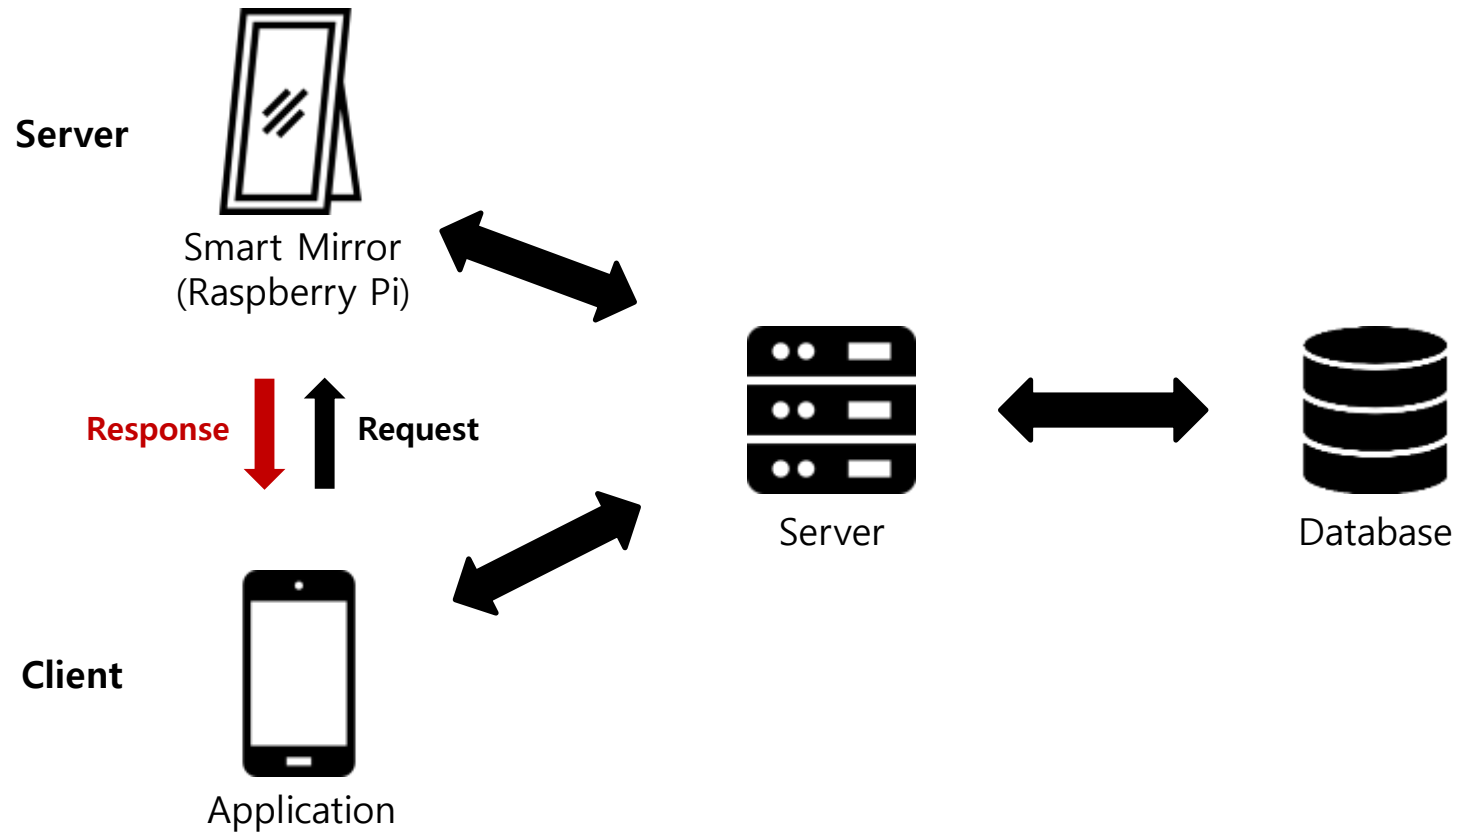 Server
Smart Mirror
(Raspberry Pi)
Response
Request
Server
Database
Client
Application